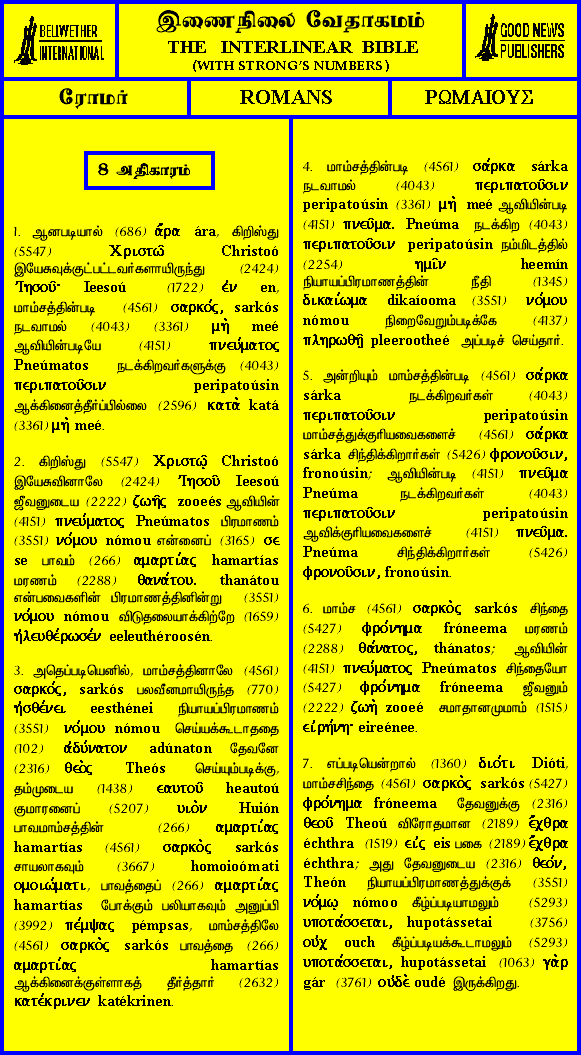 BELLWETHER
INTERNATIONAL
இணைநிலை வேதாகமம்
THE INTERLINEAR BIBLE
(WITH STRONG'S NUMBERS)
GOOD NEWS
PUBLISHERS
ரோமர்
ROMANS
ΡΩΜΑΙΟΥΣ
8 அதிகாரம்
1. ஆனபடியால் (686) ἄρα ára, கிறிஸ்து
(5547) Χριστῶ Christoó
இயேசுவுக்குட்பட்டவர்களாயிருந்து (2424)
Ἰησοῦ· Ieesoú (1722) ἐν en,
மாம்சத்தின்படி (4561) σαρκός, sarkós
நடவாமல் (4043) (3361) μὴ meé
ஆவியின்படியே (4151) πνεύματος
Pneúmatos நடக்கிறவர்களுக்கு (4043)
περιπατοῦσιν peripatoúsin
ஆக்கினைத்தீர்ப்பில்லை (2596) κατὰ katá
(3361) μὴ meé.
2. கிறிஸ்து (5547) Χριστῷ Christoó
இயேசுவினாலே (2424) Ἰησοῦ Ieesoú
ஜீவனுடைய (2222) ζωῆς zooeés ஆவியின்
(4151) πνεύματος Pneúmatos பிரமாணம்
(3551) νόμου nómou என்னைப் (3165) σε
se பாவம் (266) αμαρτίας hamartías
மரணம் (2288) θανάτου. thanátou
என்பவைகளின் பிரமாணத்தினின்று (3551)
νόμου nómou விடுதலையாக்கிற்றே (1659)
ἠλευθέρωσέν eeleuthéroosén.
3. அதெப்படியெனில், மாம்சத்தினாலே (4561)
σαρκός, sarkós பலவீனமாயிருந்த (770)
ἠσθένει eesthénei நியாயப்பிரமாணம்
(3551) νόμου nómou செய்யக்கூடாததை
(102) ἀδύνατον adúnaton தேவனே
(2316) θεὸς Theós செய்யும்படிக்கு,
தம்முடைய (1438) εαυτοῦ heautoú
குமாரனைப் (5207) υιὸν Huión
பாவமாம்சத்தின் (266) αμαρτίας
hamartías (4561) σαρκὸς sarkós
சாயலாகவும் (3667) homoioómati
ομοιώματι, பாவத்தைப் (266) αμαρτίας
hamartías போக்கும் பலியாகவும் அனுப்பி
(3992) πέμψας pémpsas, மாம்சத்திலே
(4561) σαρκὸς sarkós பாவத்தை (266)
αμαρτίας hamartías
ஆக்கினைக்குள்ளாகத் தீர்த்தார் (2632)
κατέκρινεν katékrinen.
4. மாம்சத்தின்படி (4561) σάρκα sárka
நடவாமல் (4043) περιπατοῦσιν
peripatoúsin (3361) μὴ meé ஆவியின்படி
(4151) πνεῦμα. Pneúma நடக்கிற (4043)
περιπατοῦσιν peripatoúsin நம்மிடத்தில்
(2254) ημῖν heemín
நியாயப்பிரமாணத்தின் நீதி (1345)
δικαίωμα dikaíooma (3551) νόμου
nómou நிறைவேறும்படிக்கே (4137)
πληρωθῇ pleerootheé அப்படிச் செய்தார்.
5. அன்றியும் மாம்சத்தின்படி (4561) σάρκα
sárka நடக்கிறவர்கள் (4043)
περιπατοῦσιν peripatoúsin
மாம்சத்துக்குரியவைகளைச் (4561) σάρκα
sárka சிந்திக்கிறார்கள் (5426) φρονοῦσιν,
fronoúsin; ஆவியின்படி (4151) πνεῦμα
Pneúma நடக்கிறவர்கள் (4043)
περιπατοῦσιν peripatoúsin
ஆவிக்குரியவைகளைச் (4151) πνεῦμα.
Pneúma சிந்திக்கிறார்கள் (5426)
φρονοῦσιν, fronoúsin.
6. மாம்ச (4561) σαρκὸς sarkós சிந்தை
(5427) φρόνημα fróneema மரணம்
(2288) θάνατος, thánatos; ஆவியின்
(4151) πνεύματος Pneúmatos சிந்தையோ
(5427) φρόνημα fróneema ஜீவனும்
(2222) ζωὴ zooeé சமாதானமுமாம் (1515)
εἰρήνη· eireénee.
7. எப்படியென்றால் (1360) διότι Dióti,
மாம்சசிந்தை (4561) σαρκὸς sarkós (5427)
φρόνημα fróneema தேவனுக்கு (2316)
θεοῦ Theoú விரோதமான (2189) ἔχθρα
échthra (1519) εἰς eis பகை (2189) ἔχθρα
échthra; அது தேவனுடைய (2316) θεόν,
Theón நியாயப்பிரமாணத்துக்குக் (3551)
νόμῳ nómoo கீழ்ப்படியாமலும் (5293)
υποτάσσεται, hupotássetai (3756)
οὐχ ouch கீழ்ப்படியக்கூடாமலும் (5293)
υποτάσσεται, hupotássetai (1063) γὰρ
gár (3761) οὐδὲ oudé இருக்கிறது.